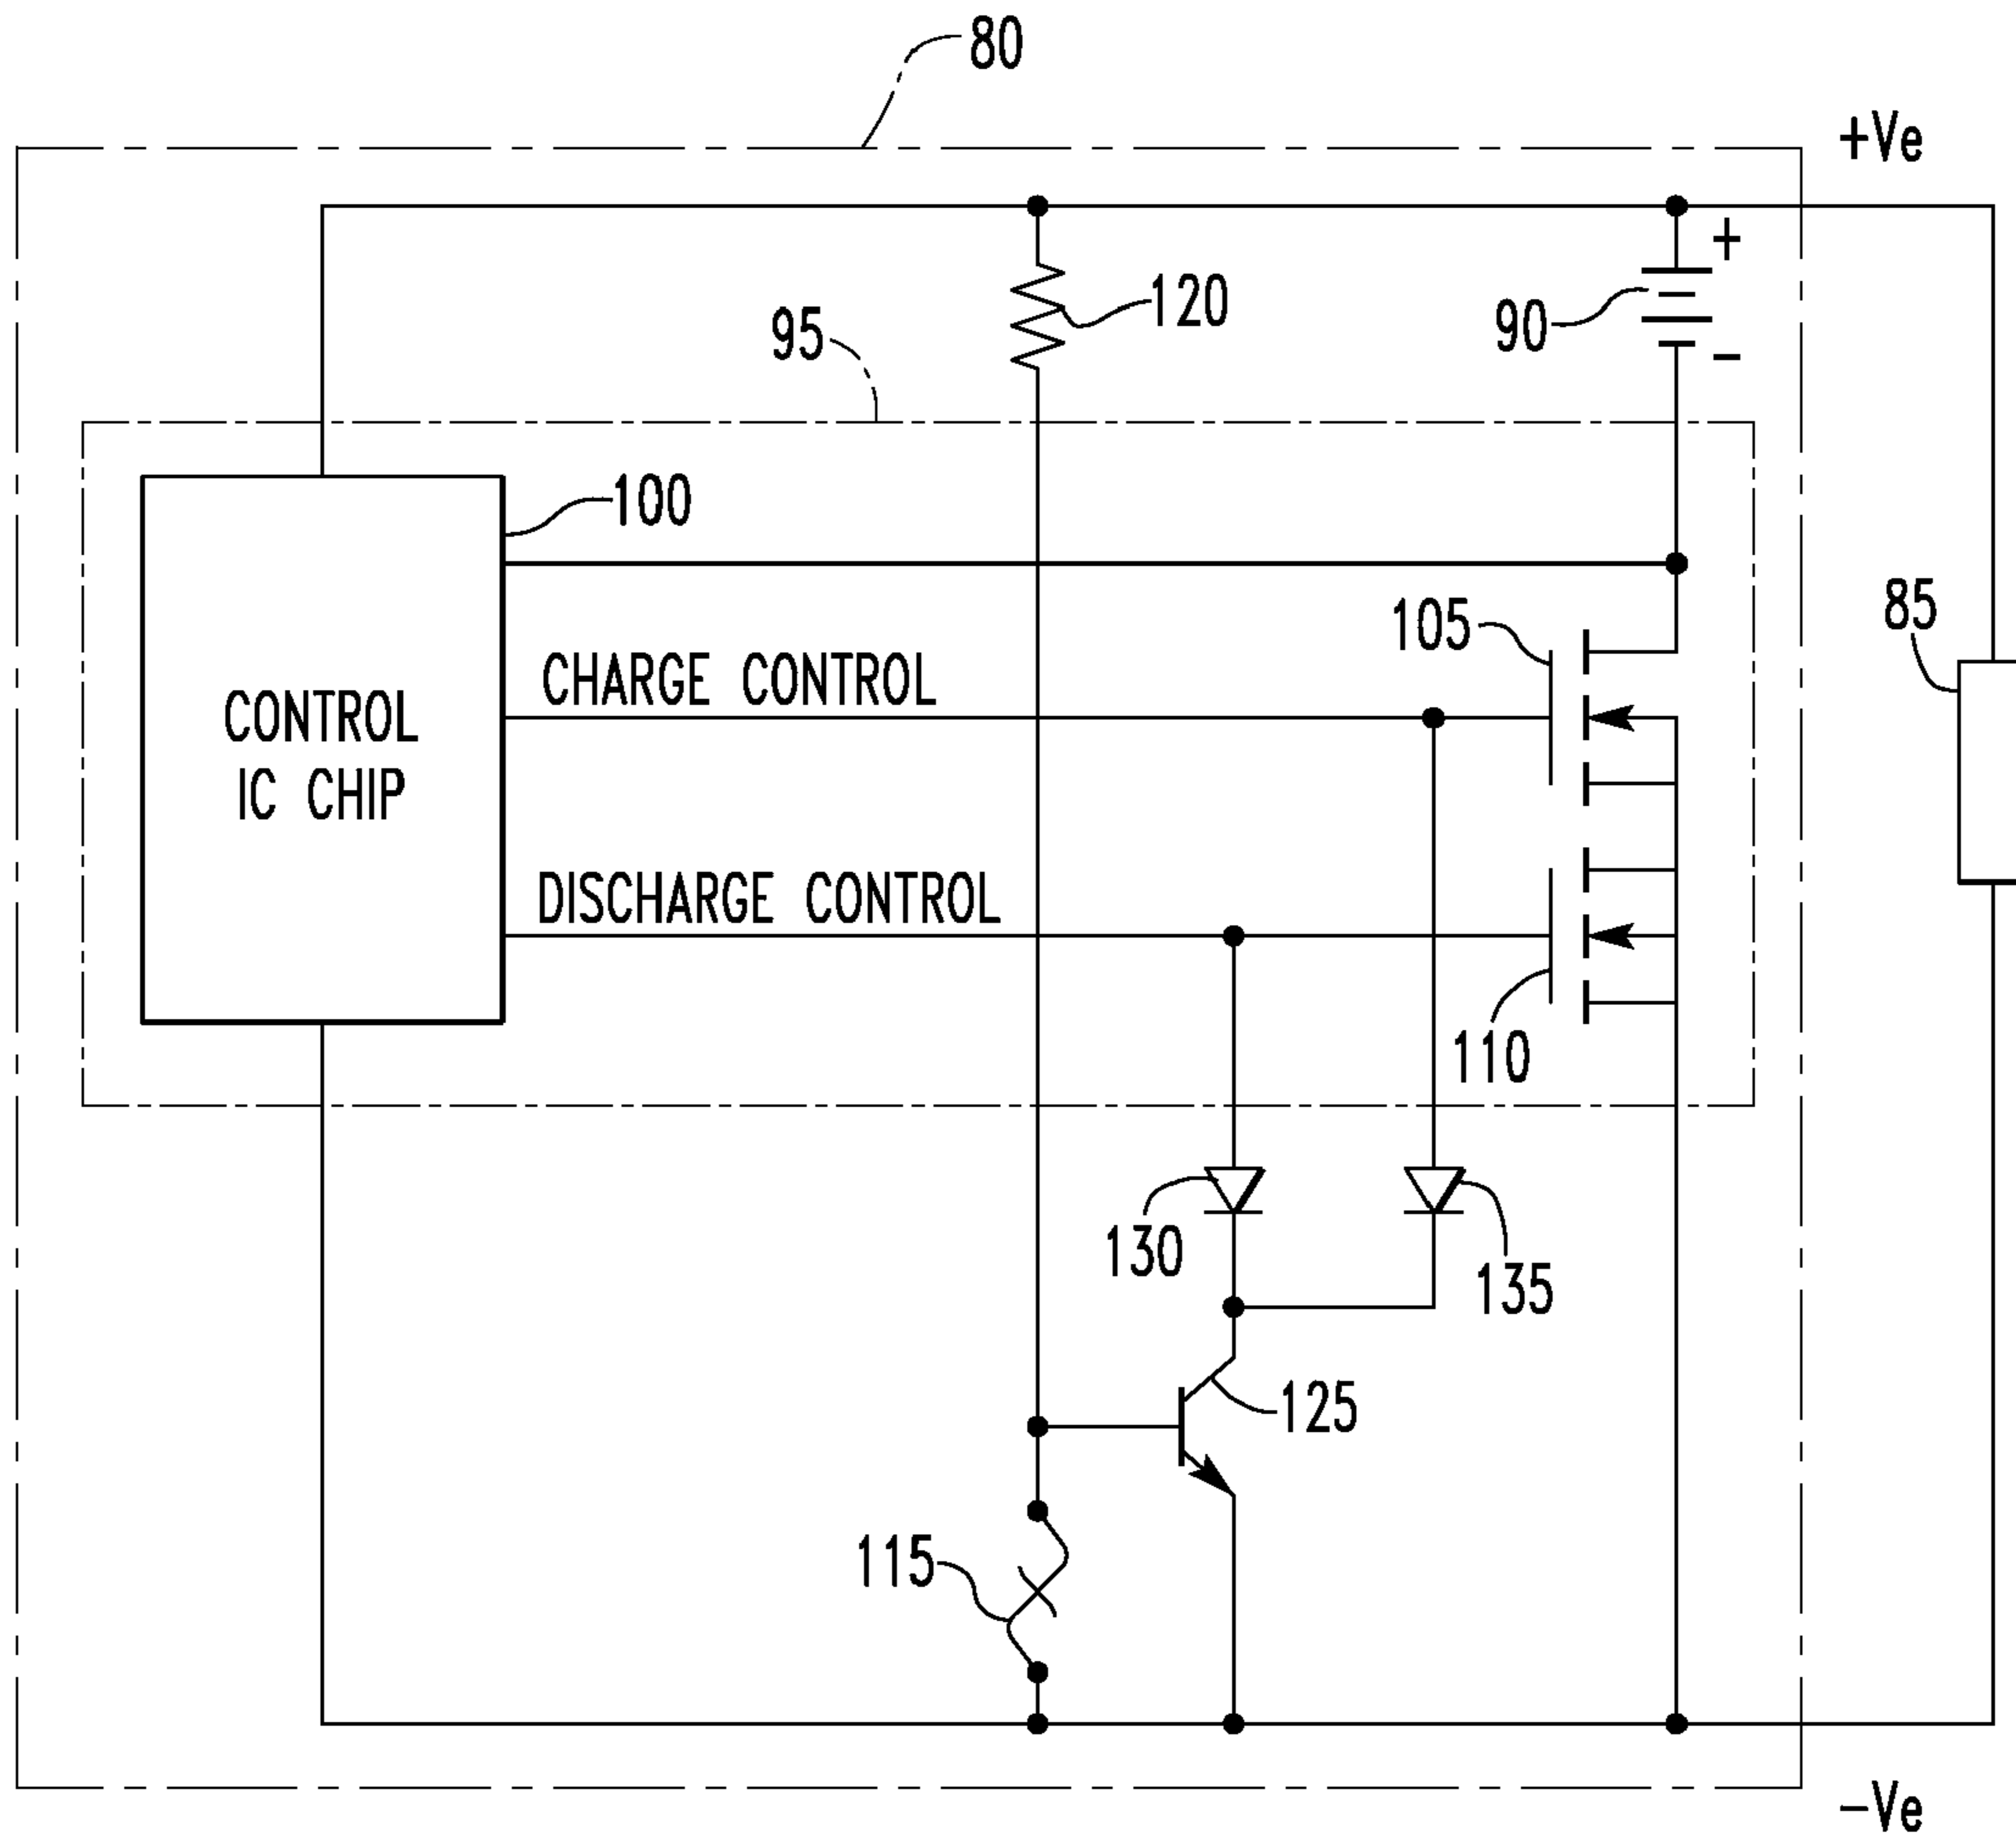 80
+Ve
+
120
90
95
-
100
105
85
CHARGE CONTROL
CONTROL
IC CHIP
DISCHARGE CONTROL
110
130
135
125
115
-Ve